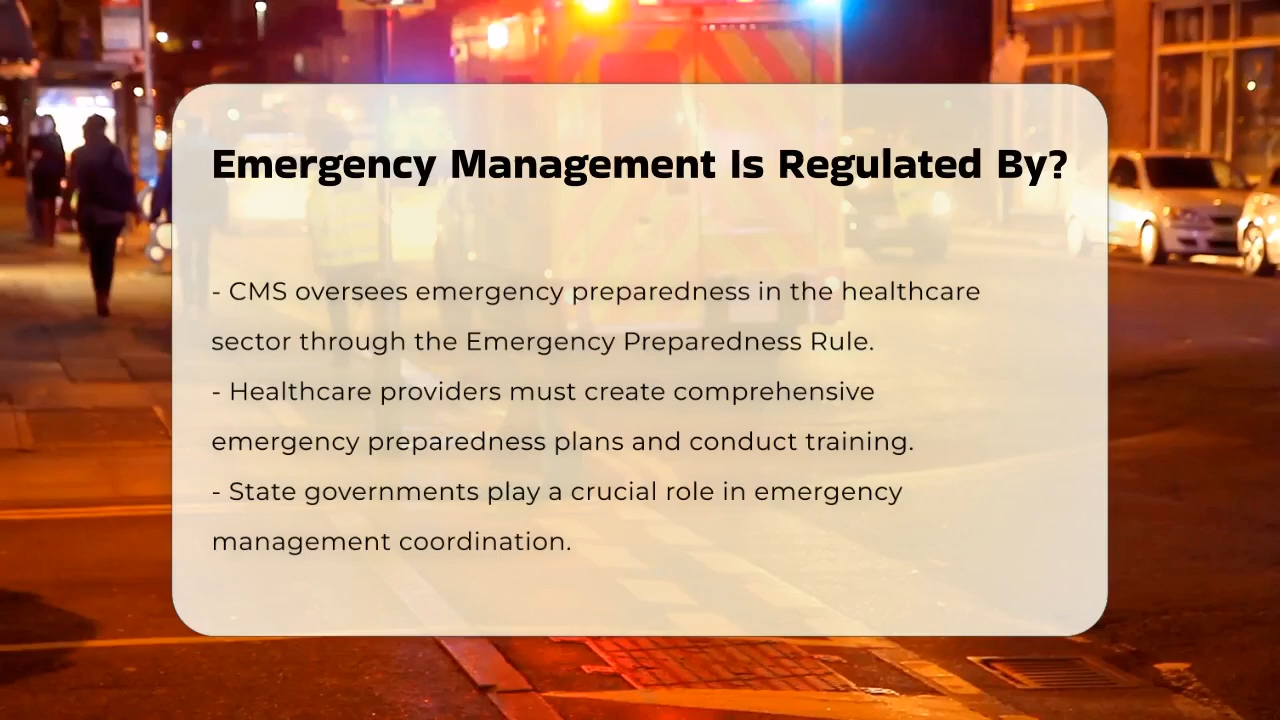 Emergency Management Is Regulated By?
- CMS oversees emergency preparedness in the healthcare
sector through the Emergency Preparedness Rule.
- Healthcare providers must create comprehensive
emergency preparedness plans and conduct training.
- State governments play a crucial role in emergency
management coordination.